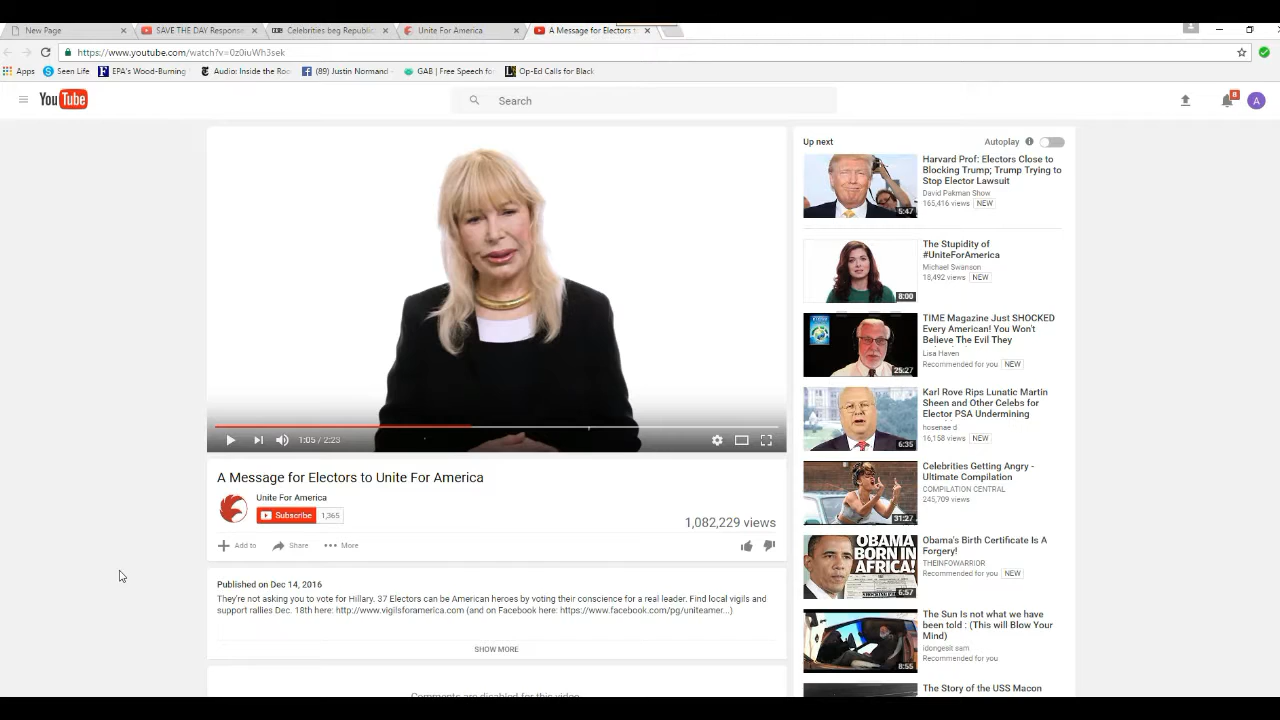 New Page
SAVE THE DAY Response
Celebrities beg Republic
Unite For America
A Message for Electors t
https://www.youtube.com/watch?v=0z0iuWh3sek
Apps
Seen Life
EPA's Wood-Burning
Audio: Inside the Roo
(89) Justin Normand
GAB | Free Speech fo
Op-Ed Calls for Black
YouTube
Search
8
A
1:05 / 2:23
A Message for Electors to Unite For America
Unite For America
Subscribe 1,365
1,082,229 views
Add to
Share
More
Published on Dec 14, 2016
They're not asking you to vote for Hillary. 37 Electors can be American heroes by voting their conscience for a real leader. Find local vigils and
support rallies Dec. 18th here: http://www.vigilsforamerica.com (and on Facebook here: https://www.facebook.com/pg/uniteamer...)
SHOW MORE
Comments are disabled for this video.
Up next
Autoplay
Harvard Prof: Electors Close to
Blocking Trump; Trump Trying to
Stop Elector Lawsuit
David Pakman Show
165,416 views NEW
5:47
The Stupidity of
#UniteForAmerica
Michael Swanson
18,492 views NEW
8:00
TIME Magazine Just SHOCKED
Every American! You Won't
Believe The Evil They
Lisa Haven
Recommended for you NEW
25:27
Karl Rove Rips Lunatic Martin
Sheen and Other Celebs for
Elector PSA Undermining
hosenae d
16,158 views NEW
6:35
Celebrities Getting Angry -
Ultimate Compilation
COMPILATION CENTRAL
245,709 views
31:27
Obama's Birth Certificate Is A
Forgery!
THEINFOWARRIOR
Recommended for you NEW
OBAMA
BORN IN
AFRICA!
6:57
The Sun Is not what we have
been told : (This will Blow Your
Mind)
idongesit sam
Recommended for you
8:55
The Story of the USS Macon